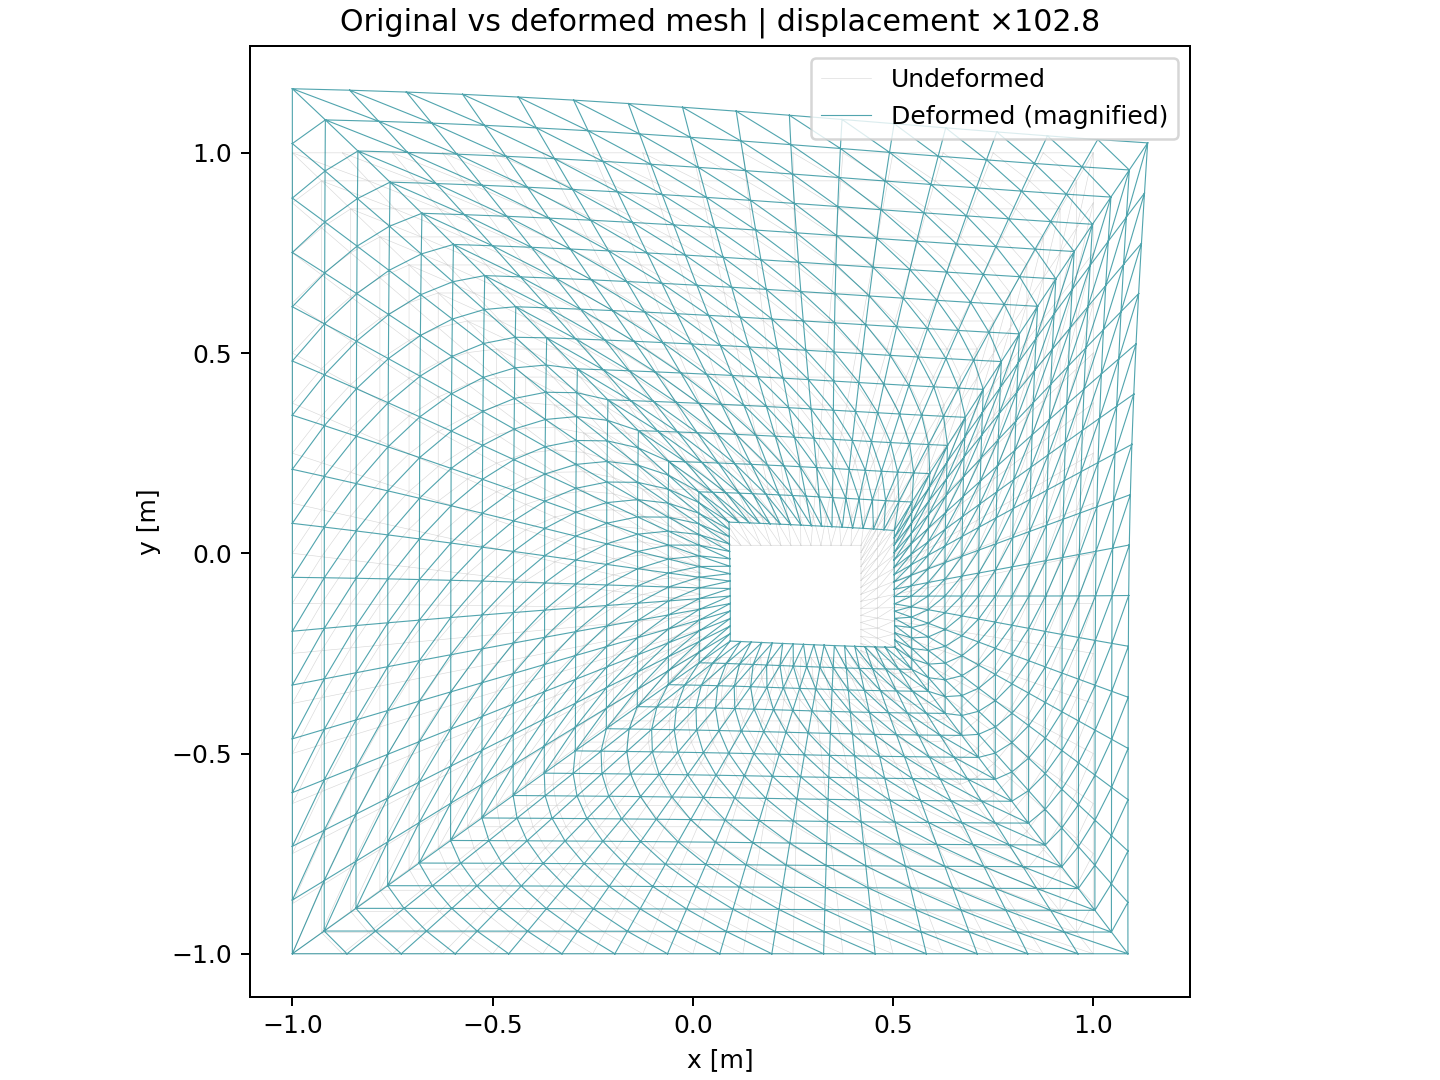 Original vs deformed mesh | displacement ×102.8
Undeformed
Deformed (magnified)
1.0
0.5
0.0
−0.5
−1.0
y [m]
−1.0
−0.5
0.0
0.5
1.0
x [m]